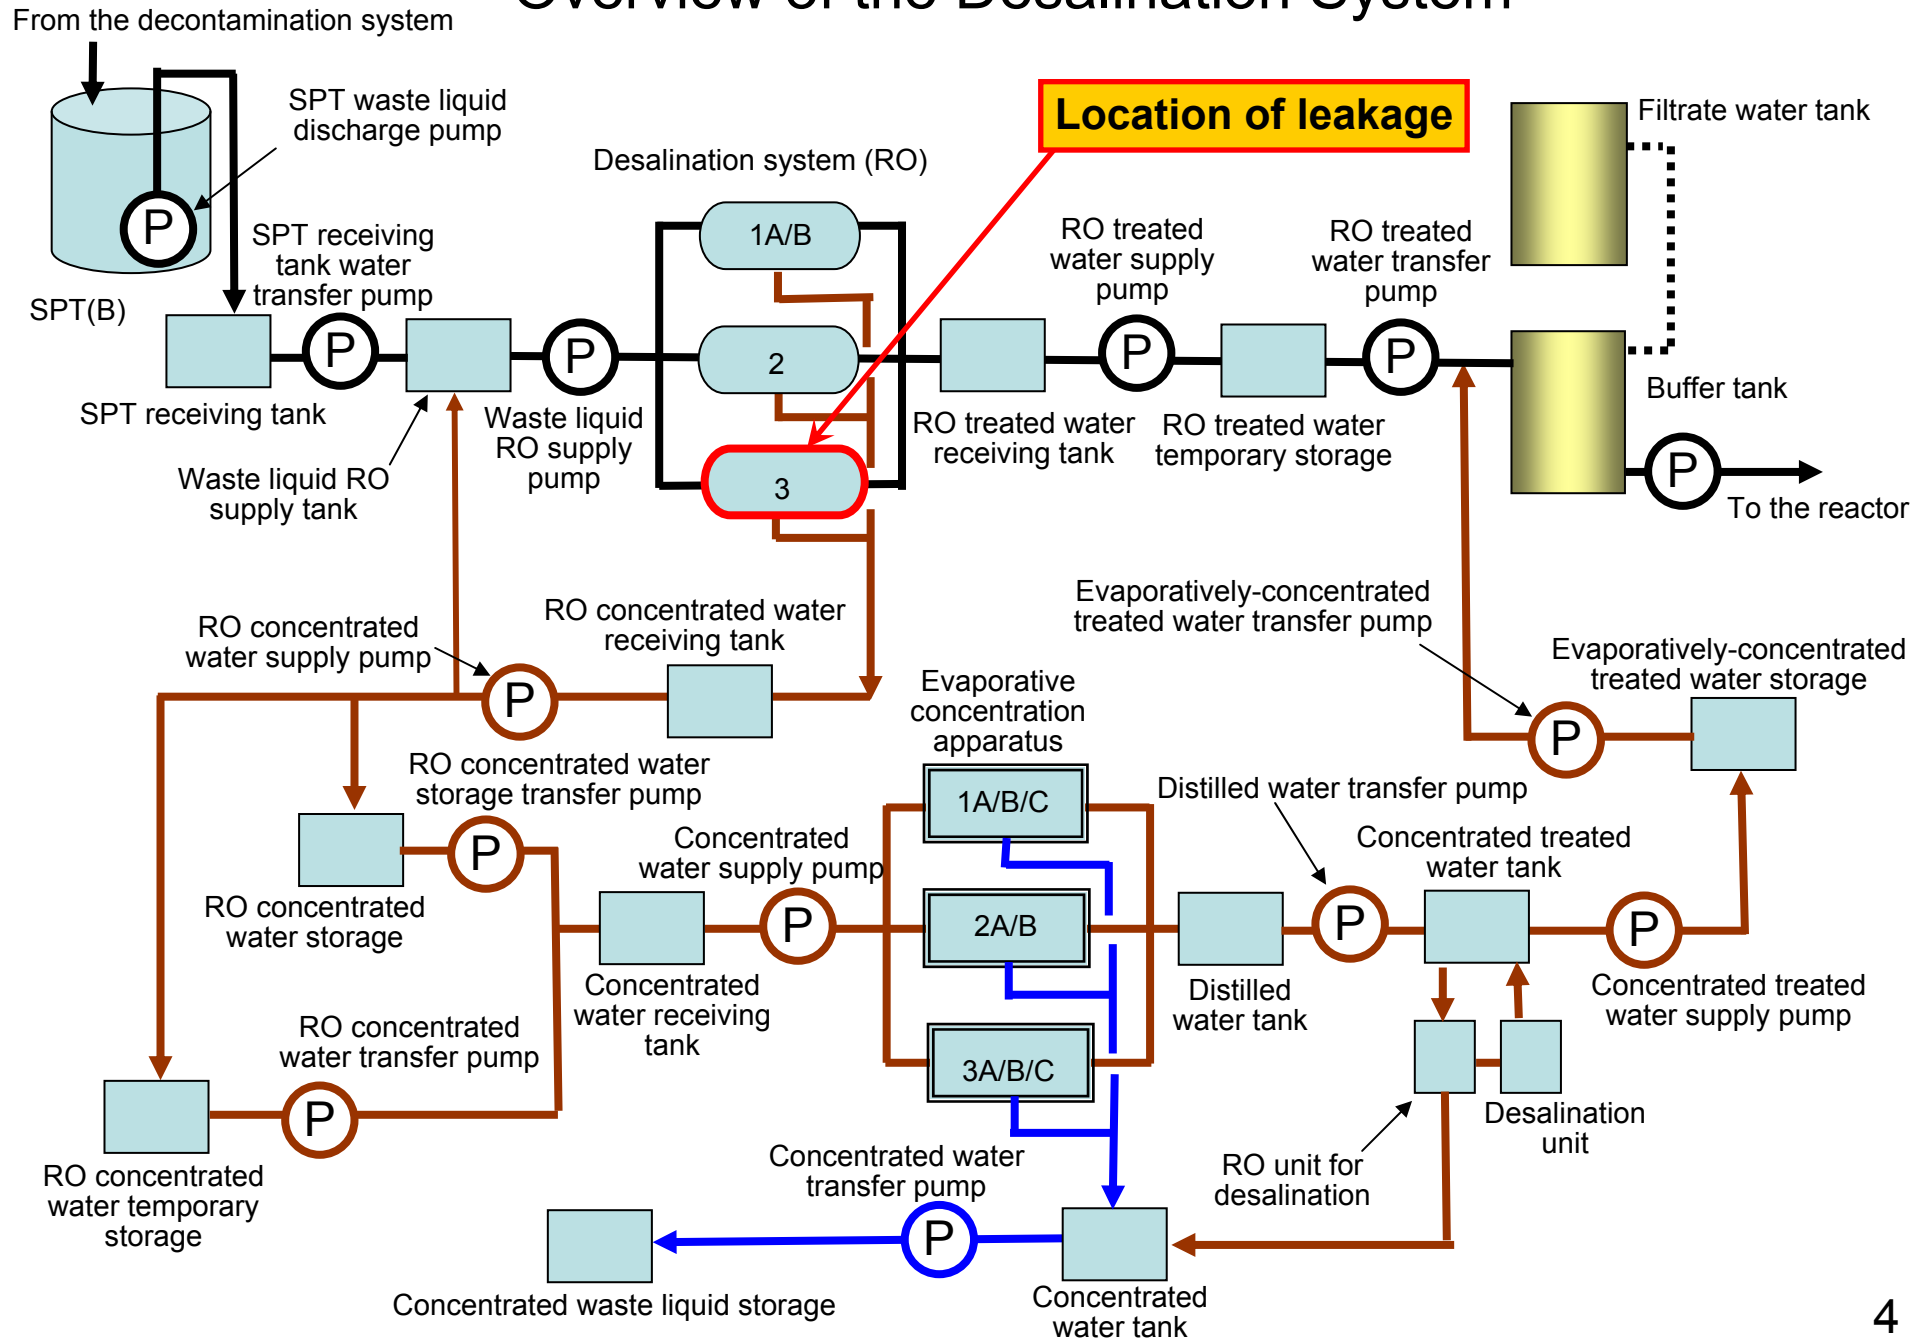 Overview of the Desalination System
From the decontamination system
SPT waste liquid
discharge pump
P
SPT(B)
SPT receiving
tank water
transfer pump
P
SPT receiving tank
Waste liquid RO
supply tank
P
Waste liquid
RO supply
pump
Desalination system (RO)
1A/B
2
3
Location of leakage
RO treated
water supply
pump
P
RO treated water
receiving tank
RO treated
water transfer
pump
P
RO treated water
temporary storage
Filtrate water tank
Buffer tank
P
To the reactor
RO concentrated
water supply pump
P
RO concentrated water
receiving tank
Evaporatively-concentrated
treated water transfer pump
P
Evaporatively-concentrated
treated water storage
RO concentrated water
storage transfer pump
P
RO concentrated
water storage
Concentrated
water supply pump
P
Concentrated
water receiving
tank
Evaporative
concentration
apparatus
1A/B/C
2A/B
3A/B/C
Distilled water transfer pump
P
Distilled
water tank
Concentrated treated
water tank
P
Concentrated treated
water supply pump
RO concentrated
water transfer pump
P
RO concentrated
water temporary
storage
Desalination
unit
RO unit for
desalination
Concentrated water
transfer pump
P
Concentrated waste liquid storage
Concentrated
water tank
4